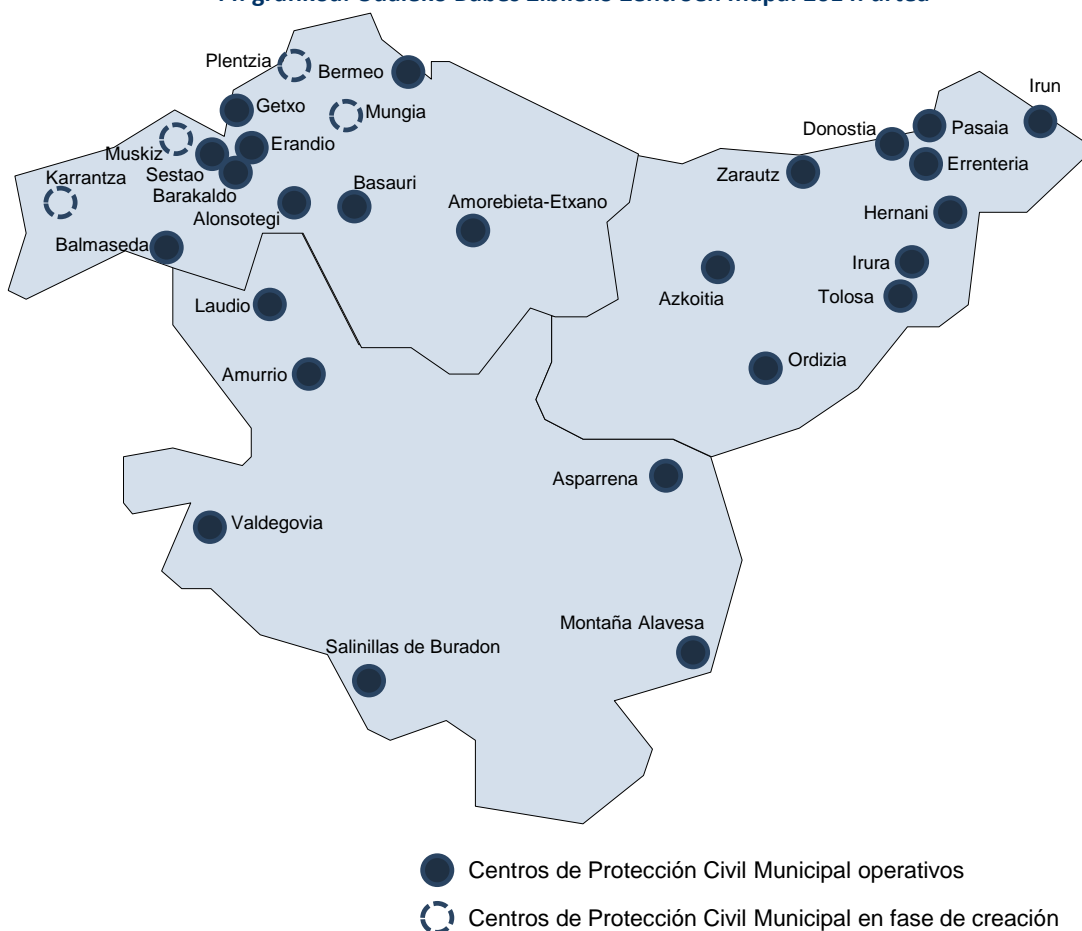 Plentzia
Bermeo
Irun
Getxo
Mungia
Donostia
Pasaia
Muskiz
Erandio
Sestao
Zarautz
Errenteria
Karrantza
Barakaldo
Basauri
Alonsotegi
Amorebieta-Etxano
Hernani
Balmaseda
Irura
Laudio
Azkoitia
Tolosa
Amurrio
Ordizia
Asparrena
Valdegovia
Montaña Alavesa
Salinillas de Buradon
Centros de Protección Civil Municipal operativos
Centros de Protección Civil Municipal en fase de creación